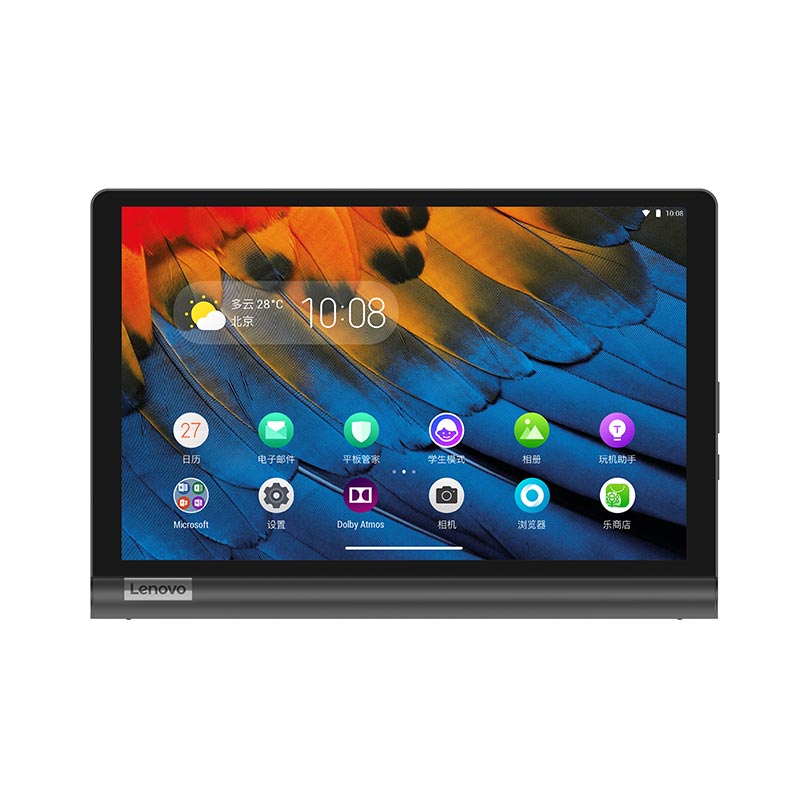 10:08
多云 28°C
北京
10:08
27
日历
电子邮件
平板管家
学生模式
相册
玩机助手
Microsoft
设置
Dolby Atmos
相机
浏览器
乐商店
Lenovo